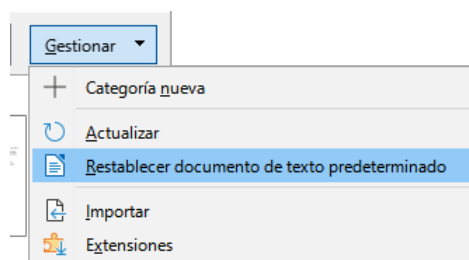 Gestionar
Categoría nueva
Actualizar
Restablecer documento de texto predeterminado
Importar
Extensiones